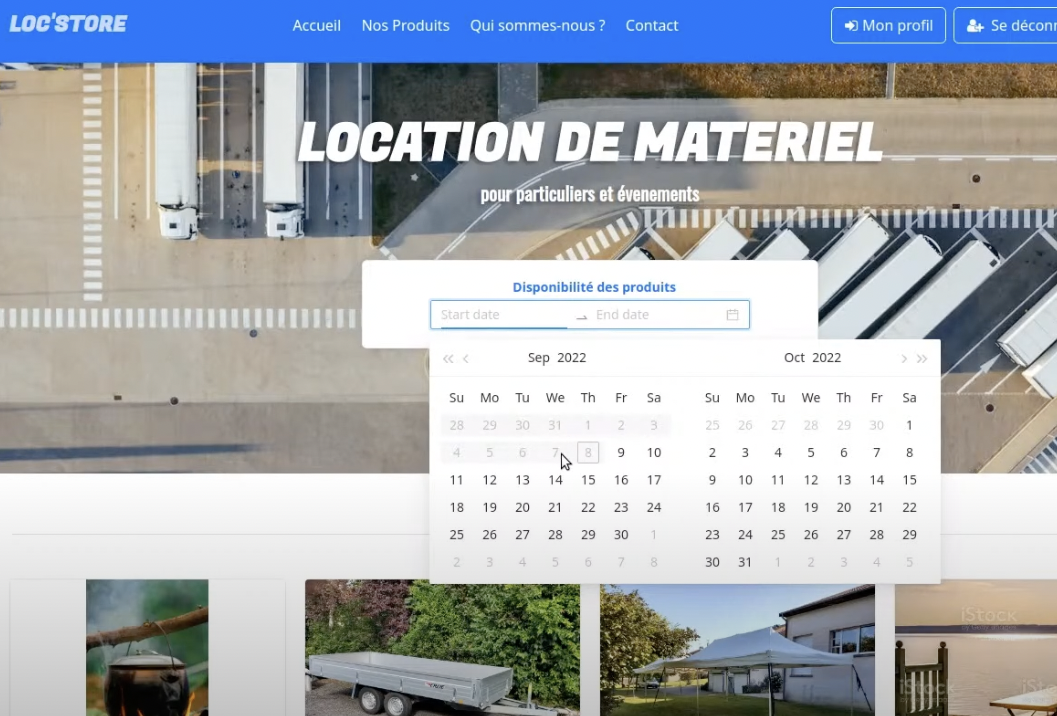 LOC'STORE
Accueil Nos Produits Qui sommes-nous ? Contact Mon profil
LOCATION DE MATERIEL
pour particuliers et évenements
Disponibilité des produits
Start date End date
Sep 2022 Oct 2022
Su Mo Tu We Th Fr Sa Su Mo Tu We Th Fr Sa
28 29 30 31 1 2 3 25 26 27 28 29 30 1
4 5 6 7 8 9 10 2 3 4 5 6 7 8
11 12 13 14 15 16 17 9 10 11 12 13 14 15
18 19 20 21 22 23 24 16 17 18 19 20 21 22
25 26 27 28 29 30 1 23 24 25 26 27 28 29
2 3 4 5 6 7 8 30 31 1 2 3 4 5
iStock
iStock